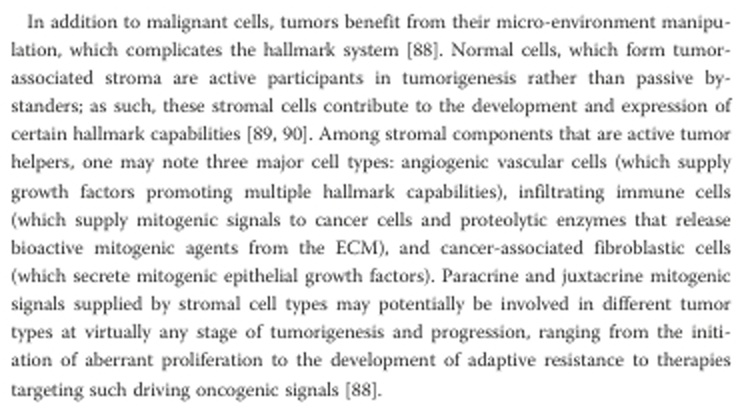 In addition to malignant cells, tumors benefit from their micro-environment manipu-
lation, which complicates the hallmark system [88]. Normal cells, which form tumor-
associated stroma are active participants in tumorigenesis rather than passive by-
standers; as such, these stromal cells contribute to the development and expression of
certain hallmark capabilities [89, 90]. Among stromal components that are active tumor
helpers, one may note three major cell types: angiogenic vascular cells (which supply
growth factors promoting multiple hallmark capabilities), infiltrating immune cells
(which supply mitogenic signals to cancer cells and proteolytic enzymes that release
bioactive mitogenic agents from the ECM), and cancer-associated fibroblastic cells
(which secrete mitogenic epithelial growth factors). Paracrine and juxtacrine mitogenic
signals supplied by stromal cell types may potentially be involved in different tumor
types at virtually any stage of tumorigenesis and progression, ranging from the initi-
ation of aberrant proliferation to the development of adaptive resistance to therapies
targeting such driving oncogenic signals [88].